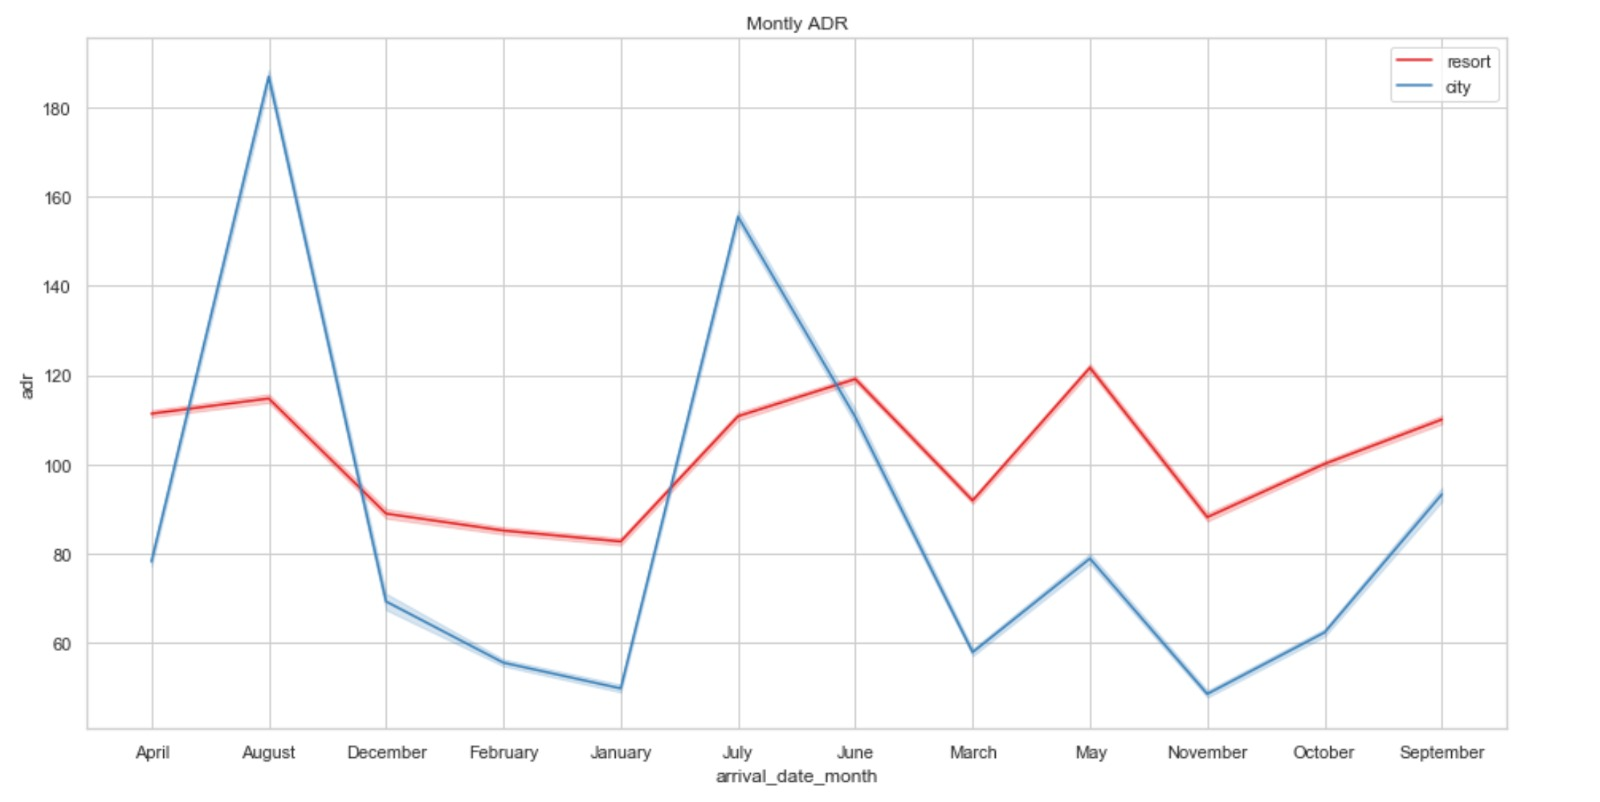 Montly ADR
resort
city
180
160
140
120
100
80
60
adr
April August December February January July June March May November October September
arrival_date_month